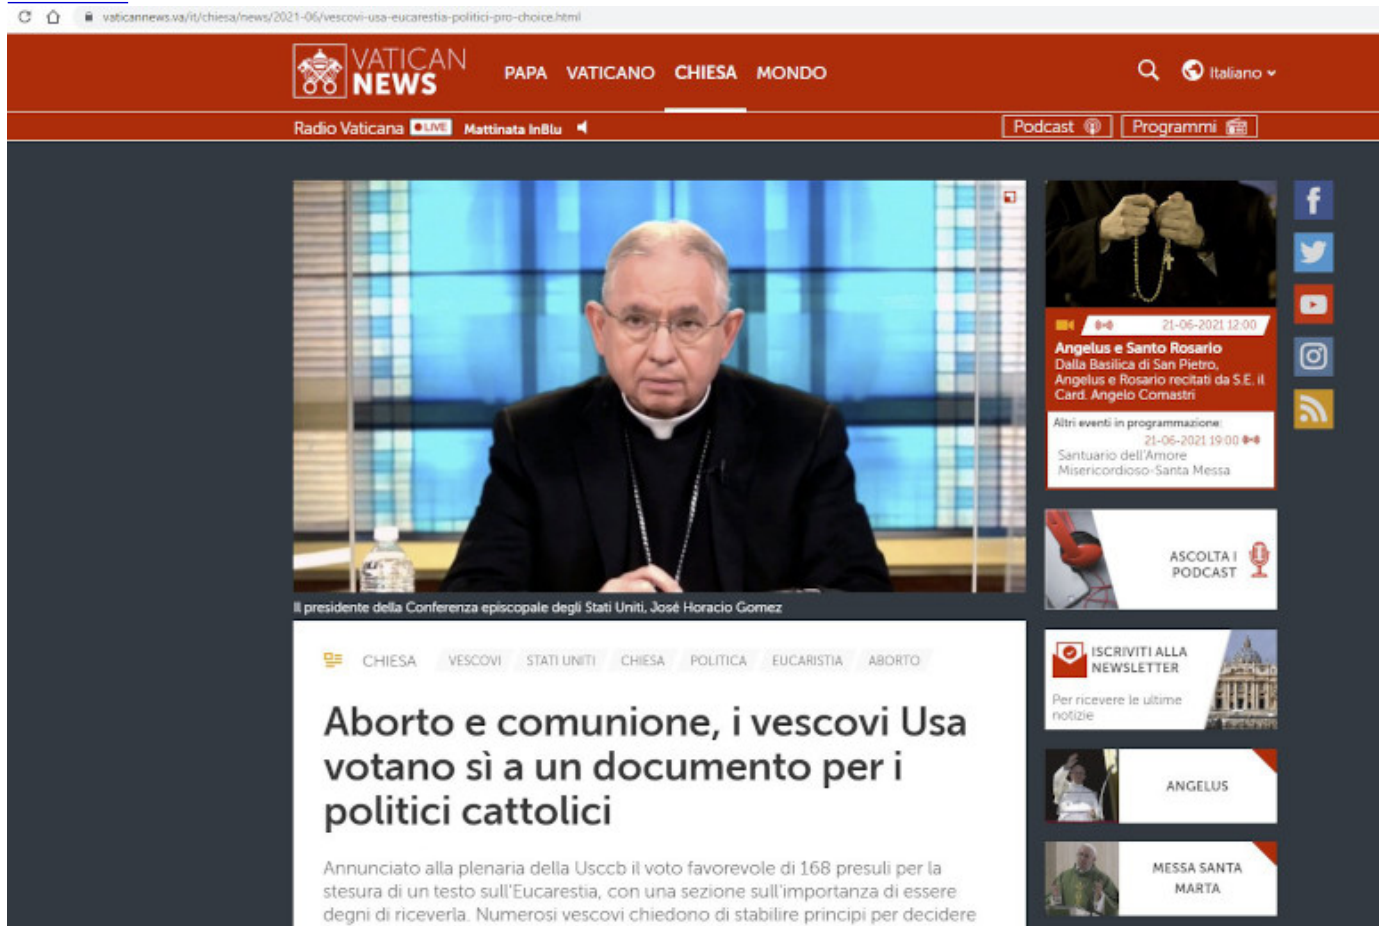 vaticannews.va/it/chiesa/news/2021-06/vescovi-usa-eucarestia-politici-pro-choice.html
VATICAN
NEWS
PAPA VATICANO CHIESA MONDO
Italiano
Radio Vaticana LIVE Mattinata InBlu
Podcast
Programmi
Il presidente della Conferenza episcopale degli Stati Uniti, José Horacio Gomez
CHIESA VESCOVI STATI UNITI CHIESA POLITICA EUCARISTIA ABORTO
Aborto e comunione, i vescovi Usa
votano sì a un documento per i
politici cattolici
Annunciato alla plenaria della Usccb il voto favorevole di 168 presuli per la
stesura di un testo sull'Eucarestia, con una sezione sull'importanza di essere
degni di riceverla. Numerosi vescovi chiedono di stabilire principi per decidere
21-06-2021 12:00
Angelus e Santo Rosario
Dalla Basilica di San Pietro,
Angelus e Rosario recitati da S.E. il
Card. Angelo Comastri
Altri eventi in programmazione:
21-06-2021 19:00
Santuario dell'Amore
Misericordioso-Santa Messa
ASCOLTA I
PODCAST
ISCRIVITI ALLA
NEWSLETTER
Per ricevere le ultime
notizie
ANGELUS
MESSA SANTA
MARTA